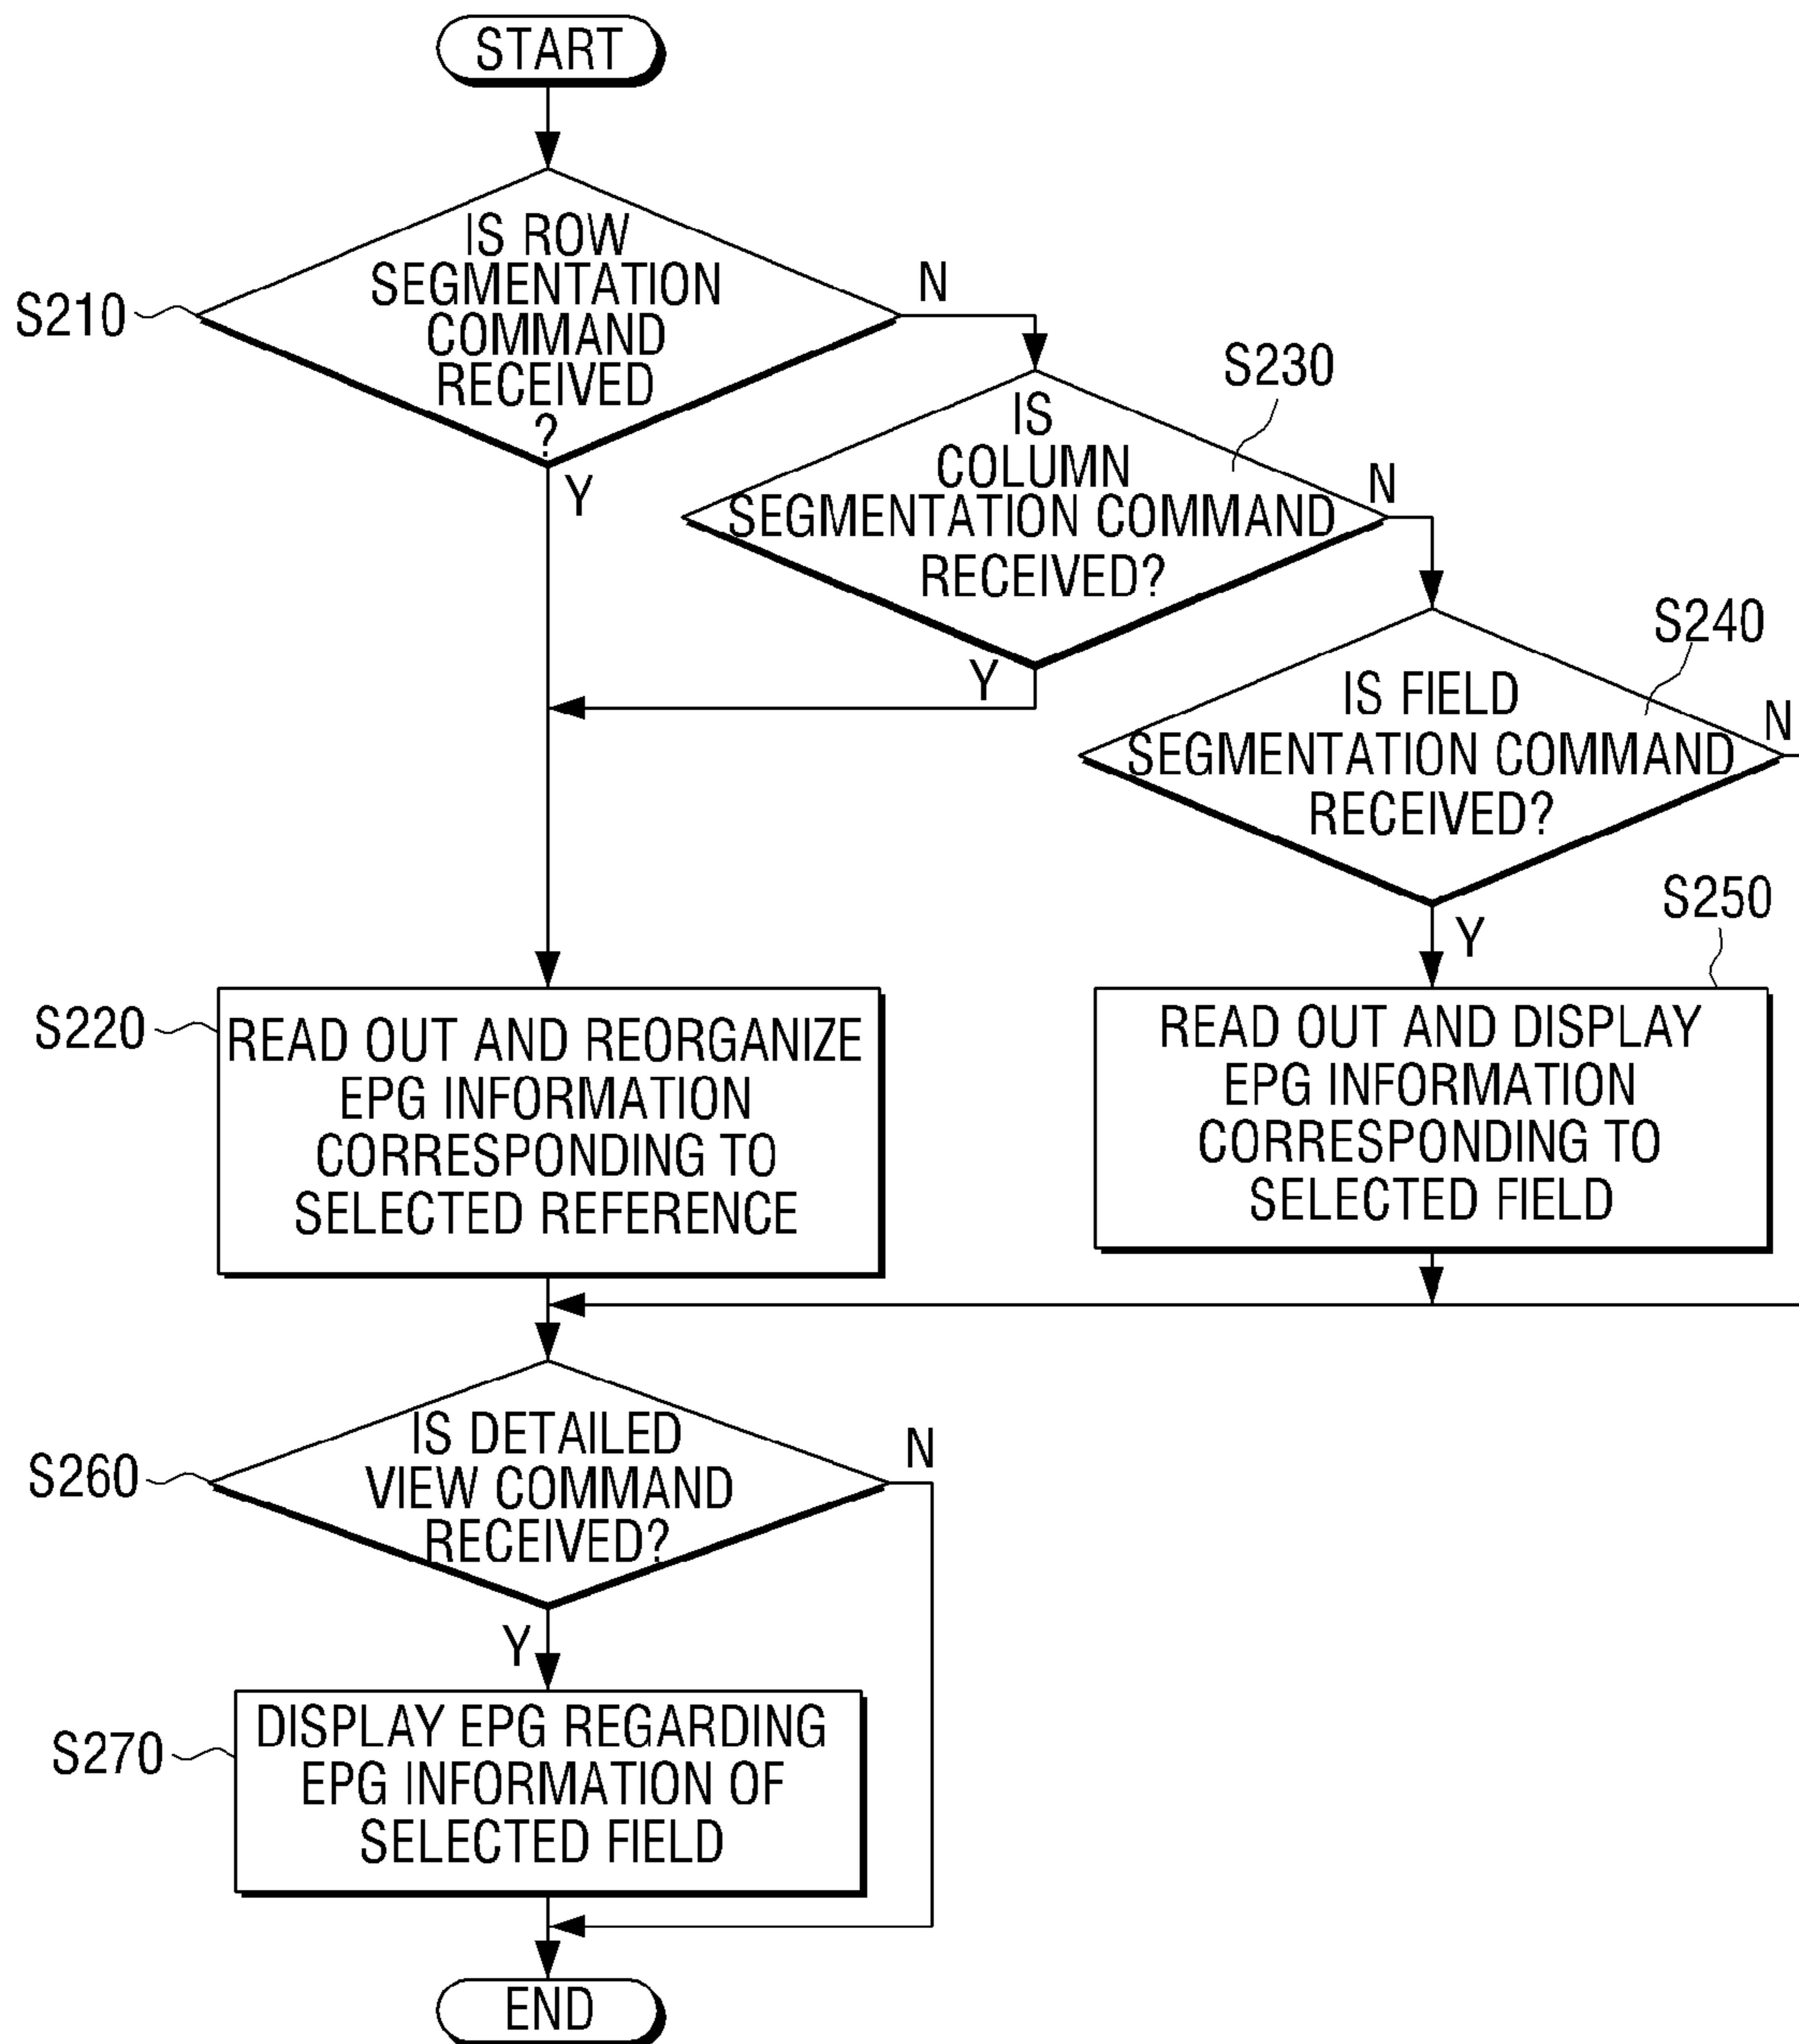 START
IS ROW
SEGMENTATION
COMMAND
RECEIVED
?
S210
N
Y
S230
IS
COLUMN
SEGMENTATION COMMAND
RECEIVED?
N
Y
S240
IS FIELD
SEGMENTATION COMMAND
RECEIVED?
N
Y
S220
READ OUT AND REORGANIZE
EPG INFORMATION
CORRESPONDING TO
SELECTED REFERENCE
S250
READ OUT AND DISPLAY
EPG INFORMATION
CORRESPONDING TO
SELECTED FIELD
S260
IS DETAILED
VIEW COMMAND
RECEIVED?
N
Y
S270
DISPLAY EPG REGARDING
EPG INFORMATION OF
SELECTED FIELD
END